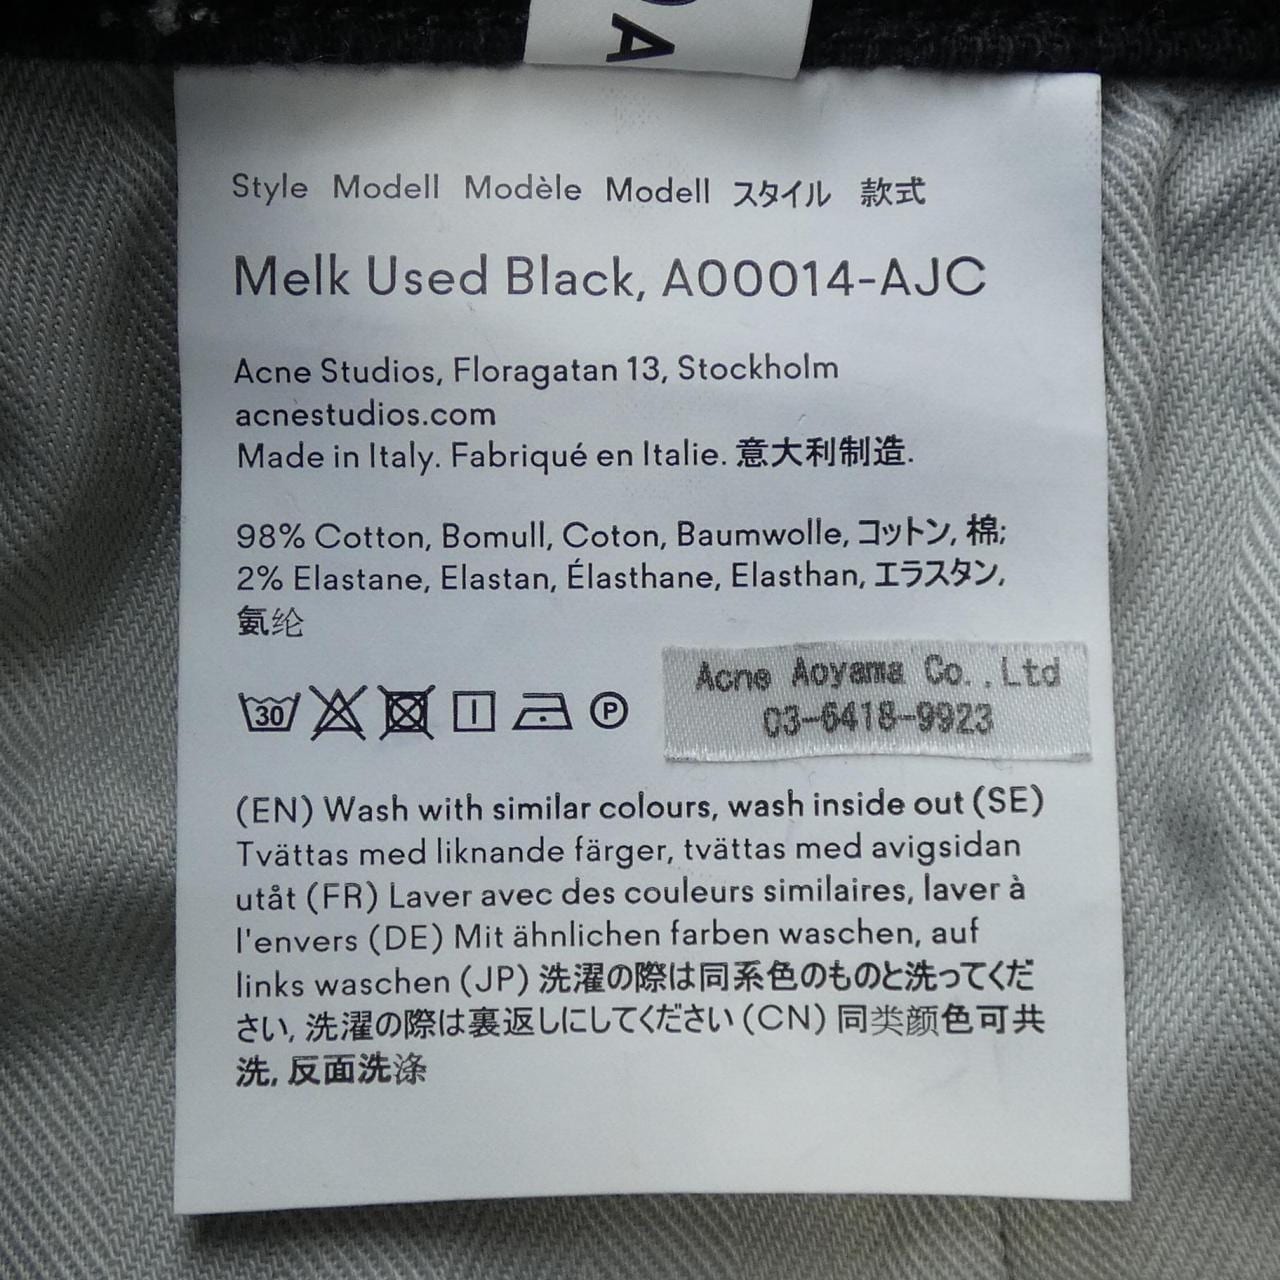 DA
Style Modell Modèle Modell スタイル 款式
Melk Used Black, A00014-AJC
Acne Studios, Floragatan 13, Stockholm
acnestudios.com
Made in Italy. Fabriqué en Italie. 意大利制造.
98% Cotton, Bomull, Coton, Baumwolle, コットン, 棉;
2% Elastane, Elastan, Élasthane, Elasthan, エラスタン,
氨纶
30 P
Acne Aoyama Co.,Ltd
03-6418-9923
(EN) Wash with similar colours, wash inside out (SE)
Tvättas med liknande färger, tvättas med avigsidan
utåt (FR) Laver avec des couleurs similaires, laver à
l'envers (DE) Mit ähnlichen farben waschen, auf
links waschen (JP) 洗濯の際は同系色のものと洗ってくだ
さい, 洗濯の際は裏返しにしてください (CN) 同类颜色可共
洗, 反面洗涤